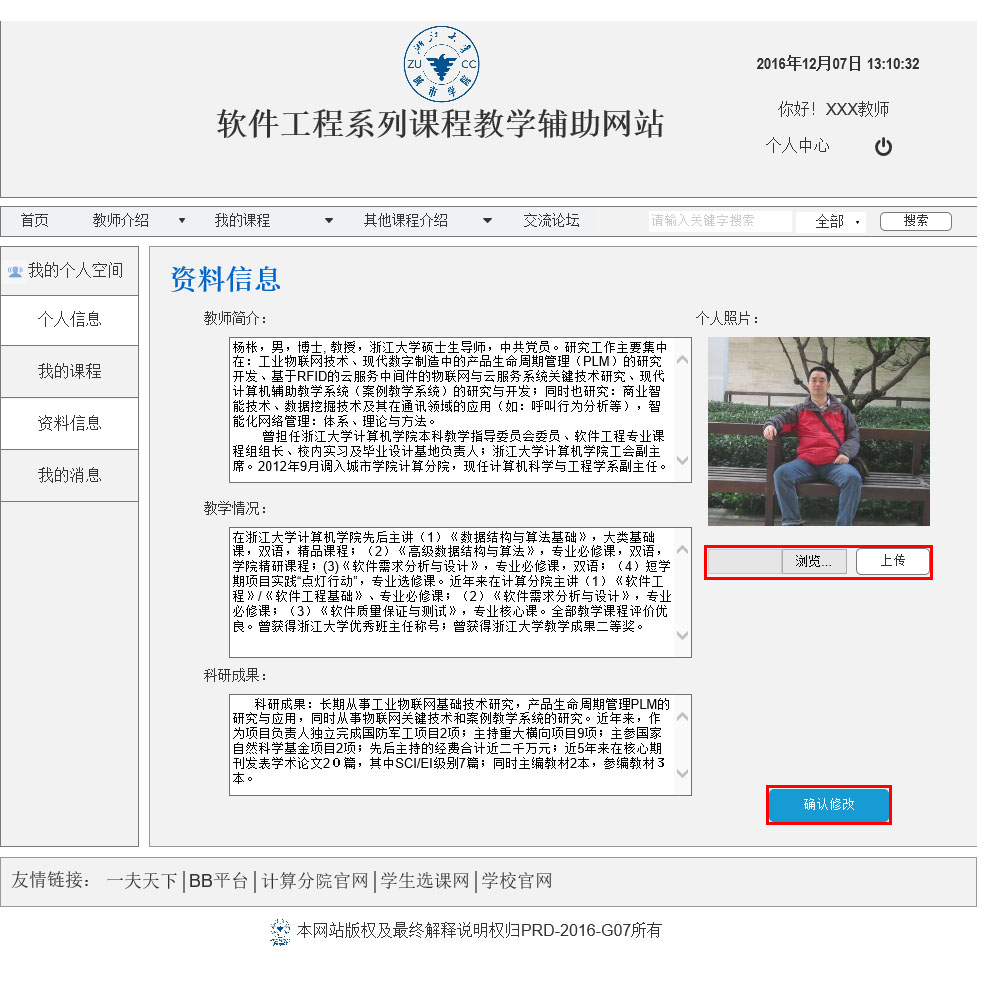 浙江大学
ZU CC
城市学院
2016年12月07日 13:10:32
软件工程系列课程教学辅助网站
你好！XXX教师
个人中心
首页 教师介绍 我的课程 其他课程介绍 交流论坛 请输入关键字搜索 全部 搜索
我的个人空间
个人信息
我的课程
资料信息
我的消息
资料信息
教师简介：
杨枨，男，博士, 教授，浙江大学硕士生导师，中共党员。研究工作主要集中
在：工业物联网技术、现代数字制造中的产品生命周期管理（PLM）的研究
开发、基于RFID的云服务中间件的物联网与云服务系统关键技术研究、现代
计算机辅助教学系统（案例教学系统）的研究与开发；同时也研究：商业智
能技术、数据挖掘技术及其在通讯领域的应用（如：呼叫行为分析等），智
能化网络管理：体系、理论与方法。
曾担任浙江大学计算机学院本科教学指导委员会委员、软件工程专业课
程组组长、校内实习及毕业设计基地负责人；浙江大学计算机学院工会副主
席。2012年9月调入城市学院计算分院，现任计算机科学与工程学系副主任。
个人照片：
浏览... 上传
教学情况：
在浙江大学计算机学院先后主讲（1）《数据结构与算法基础》，大类基础
课，双语，精品课程；（2）《高级数据结构与算法》，专业必修课，双语，
学院精研课程；(3)《软件需求分析与设计》，专业必修课，双语；（4）短学
期项目实践“点灯行动”，专业选修课。近年来在计算分院主讲（1）《软件工
程》/《软件工程基础》、专业必修课；（2）《软件需求分析与设计》，专业
必修课；（3）《软件质量保证与测试》，专业核心课。全部教学课程评价优
良。曾获得浙江大学优秀班主任称号；曾获得浙江大学教学成果二等奖。
科研成果：
科研成果：长期从事工业物联网基础技术研究，产品生命周期管理PLM的
研究与应用，同时从事物联网关键技术和案例教学系统的研究。近年来，作
为项目负责人独立完成国防军工项目2项；主持重大横向项目9项；主参国家
自然科学基金项目2项；先后主持的经费合计近二千万元；近5年来在核心期
刊发表学术论文20篇，其中SCI/EI级别7篇；同时主编教材2本，参编教材3
本。
确认修改
友情链接： 一夫天下|BB平台|计算分院官网|学生选课网|学校官网
本网站版权及最终解释说明权归PRD-2016-G07所有